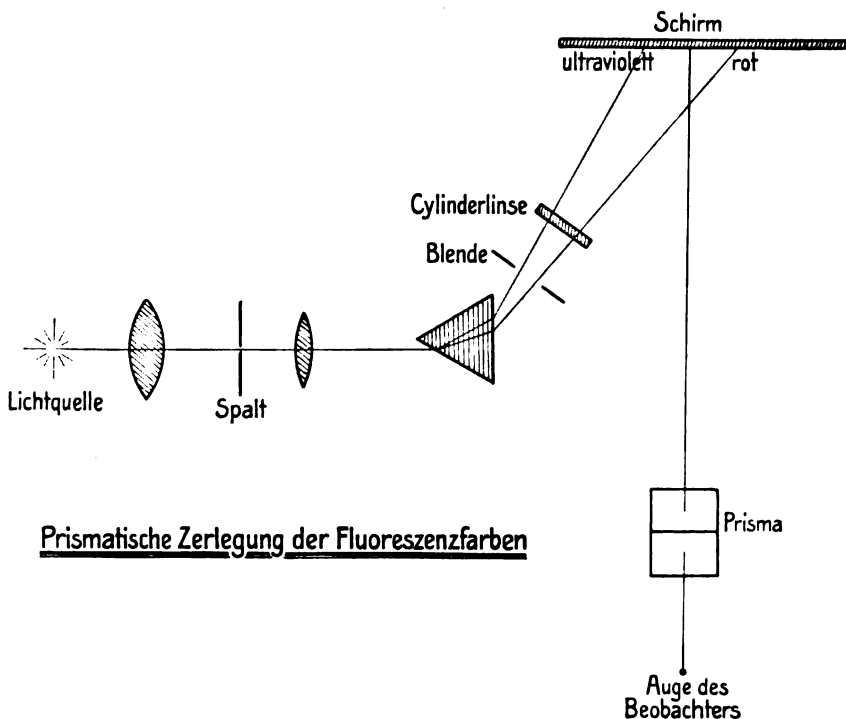 Schirm
ultraviolett
rot
Cylinderlinse
Blende
Lichtquelle
Spalt
Prismatische Zerlegung der Fluoreszenzfarben
Prisma
Auge des
Beobachters